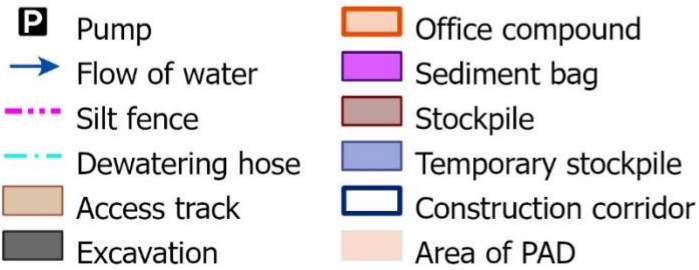 P Pump
Flow of water
Silt fence
Dewatering hose
Access track
Excavation
Office compound
Sediment bag
Stockpile
Temporary stockpile
Construction corridor
Area of PAD